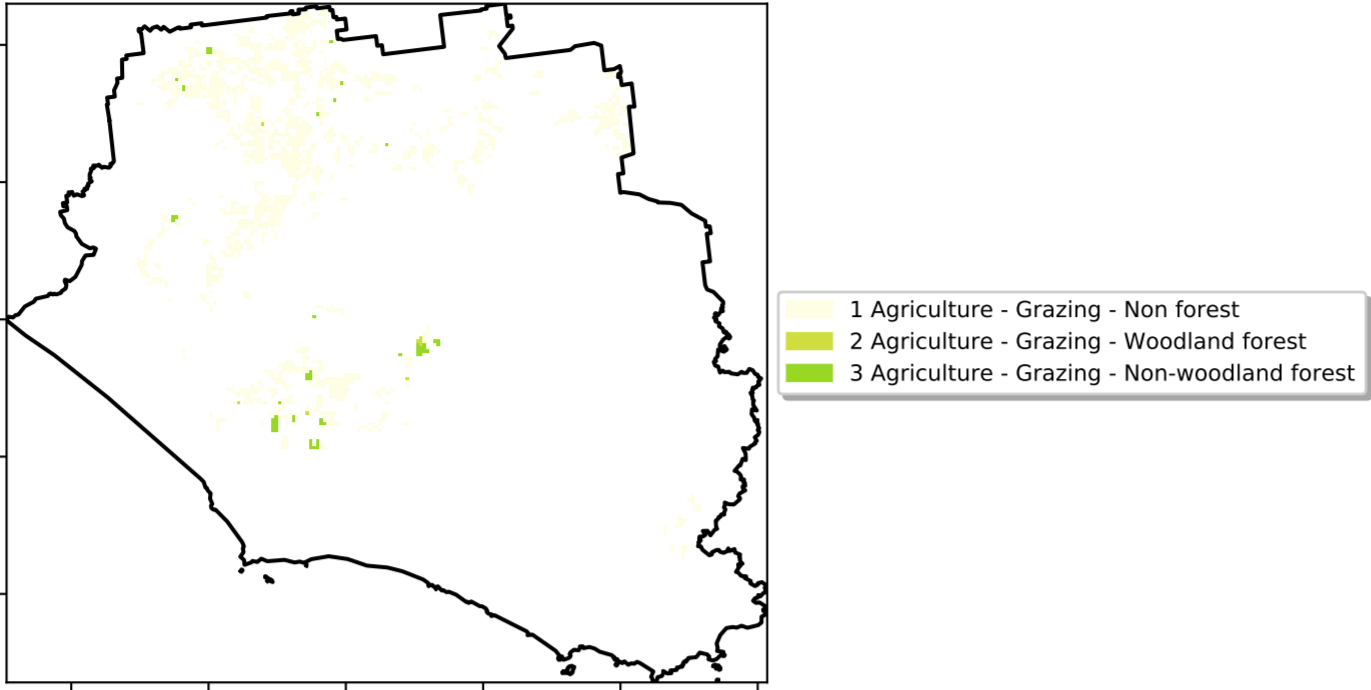 1 Agriculture - Grazing - Non forest
2 Agriculture - Grazing - Woodland forest
3 Agriculture - Grazing - Non-woodland forest